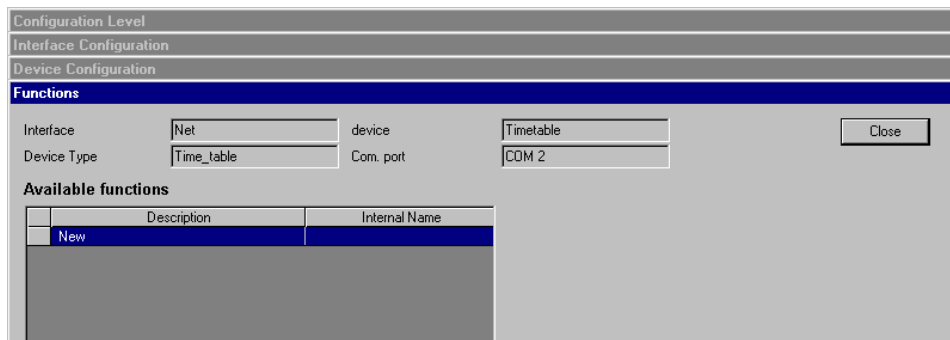 Configuration Level
Interface Configuration
Device Configuration
Functions
Interface Net device Timetable Close
Device Type Time_table Com. port COM 2
Available functions
Description Internal Name
New